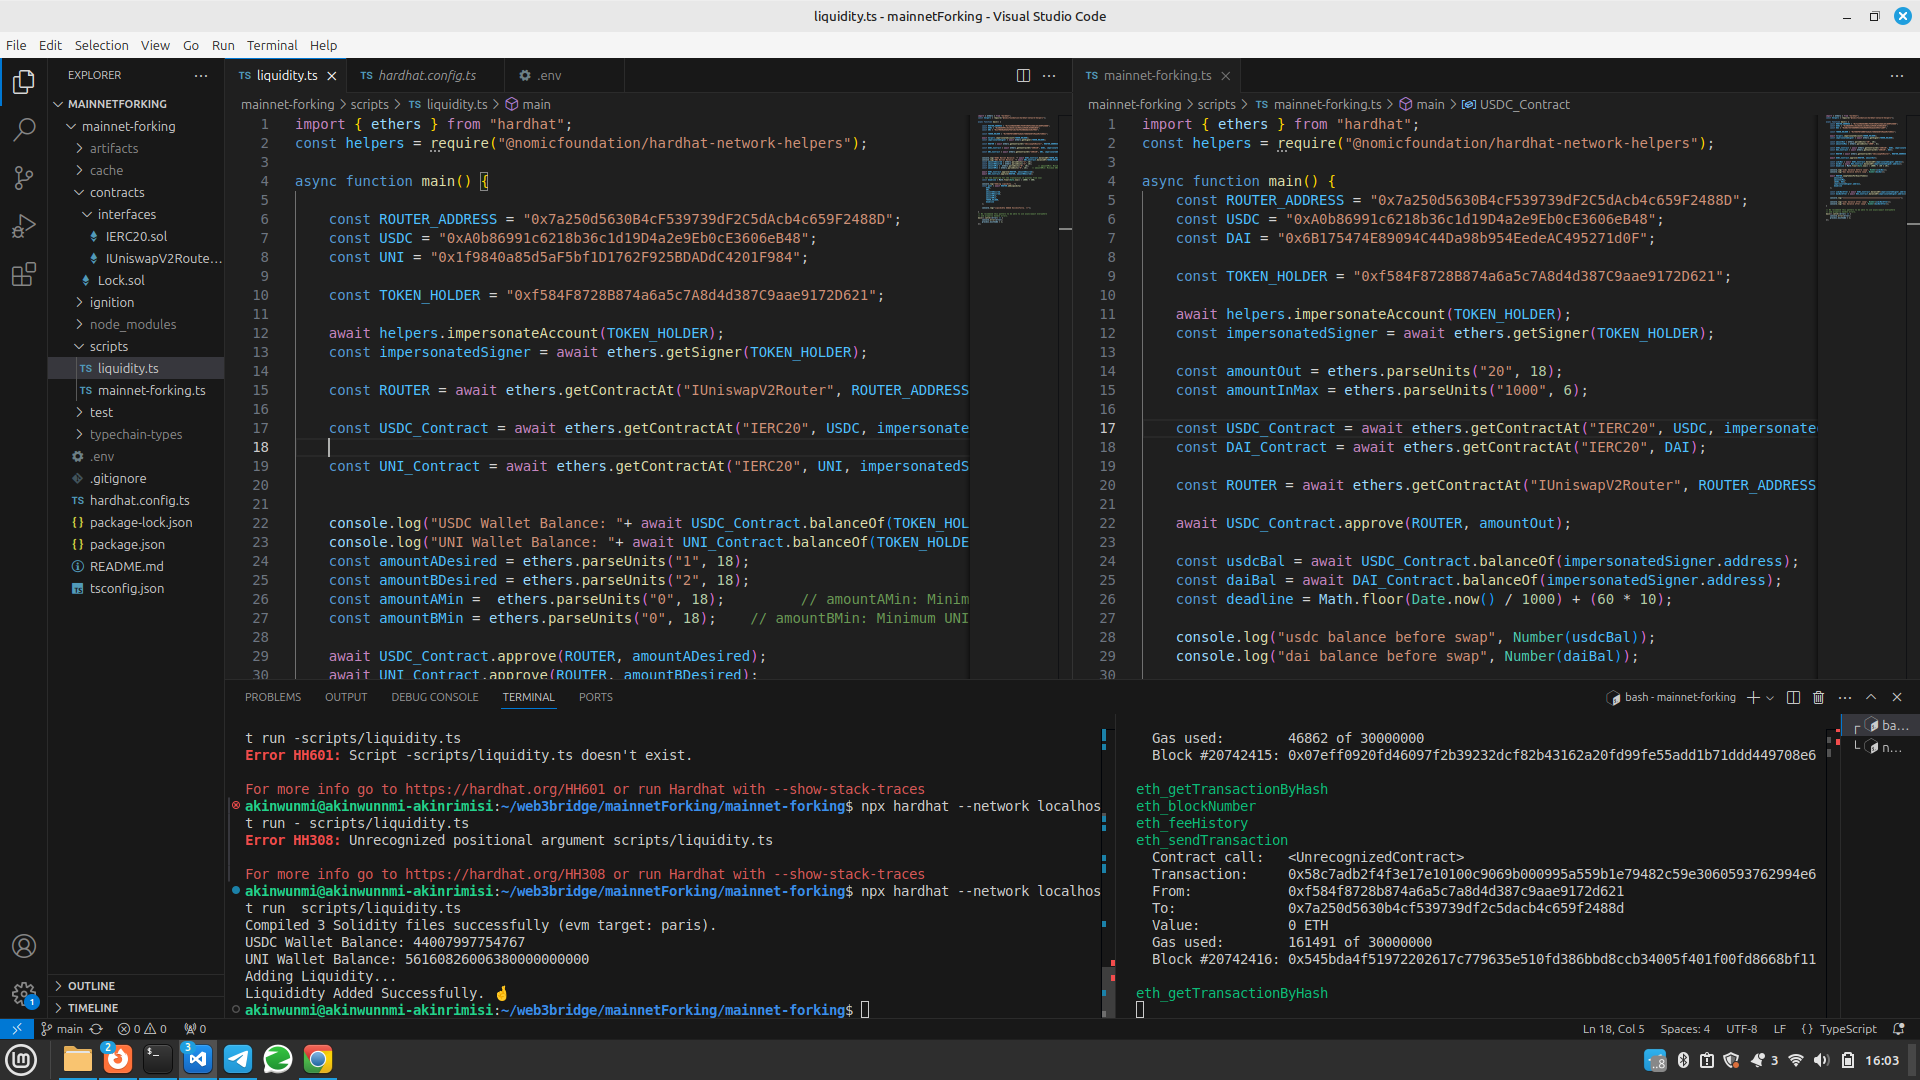 liquidity.ts - mainnetForking - Visual Studio Code
File Edit Selection View Go Run Terminal Help
EXPLORER
MAINNETFORKING
mainnet-forking
artifacts
cache
contracts
interfaces
IERC20.sol
IUniswapV2Route...
Lock.sol
ignition
node_modules
scripts
liquidity.ts
mainnet-forking.ts
test
typechain-types
.env
.gitignore
hardhat.config.ts
package-lock.json
package.json
README.md
tsconfig.json
OUTLINE
TIMELINE
TS liquidity.ts TS hardhat.config.ts .env
mainnet-forking > scripts > TS liquidity.ts > main
1 import { ethers } from "hardhat";
2 const helpers = require("@nomicfoundation/hardhat-network-helpers");
3
4 async function main() {
5
6 const ROUTER_ADDRESS = "0x7a250d5630B4cF539739dF2C5dAcb4c659F2488D";
7 const USDC = "0xA0b86991c6218b36c1d19D4a2e9Eb0cE3606eB48";
8 const UNI = "0x1f9840a85d5aF5bf1D1762F925BDADdC4201F984";
9
10 const TOKEN_HOLDER = "0xf584F8728B874a6a5c7A8d4d387C9aae9172D621";
11
12 await helpers.impersonateAccount(TOKEN_HOLDER);
13 const impersonatedSigner = await ethers.getSigner(TOKEN_HOLDER);
14
15 const ROUTER = await ethers.getContractAt("IUniswapV2Router", ROUTER_ADDRESS
16
17 const USDC_Contract = await ethers.getContractAt("IERC20", USDC, impersonate
18
19 const UNI_Contract = await ethers.getContractAt("IERC20", UNI, impersonatedS
20
21
22 console.log("USDC Wallet Balance: "+ await USDC_Contract.balanceOf(TOKEN_HOL
23 console.log("UNI Wallet Balance: "+ await UNI_Contract.balanceOf(TOKEN_HOLDE
24 const amountADesired = ethers.parseUnits("1", 18);
25 const amountBDesired = ethers.parseUnits("2", 18);
26 const amountAMin =  ethers.parseUnits("0", 18);         // amountAMin: Minim
27 const amountBMin = ethers.parseUnits("0", 18);    // amountBMin: Minimum UNI
28
29 await USDC_Contract.approve(ROUTER, amountADesired);
30 await UNI_Contract.approve(ROUTER, amountBDesired);
TS mainnet-forking.ts
mainnet-forking > scripts > TS mainnet-forking.ts > main > USDC_Contract
1 import { ethers } from "hardhat";
2 const helpers = require("@nomicfoundation/hardhat-network-helpers");
3
4 async function main() {
5 const ROUTER_ADDRESS = "0x7a250d5630B4cF539739dF2C5dAcb4c659F2488D";
6 const USDC = "0xA0b86991c6218b36c1d19D4a2e9Eb0cE3606eB48";
7 const DAI = "0x6B175474E89094C44Da98b954EedeAC495271d0F";
8
9 const TOKEN_HOLDER = "0xf584F8728B874a6a5c7A8d4d387C9aae9172D621";
10
11 await helpers.impersonateAccount(TOKEN_HOLDER);
12 const impersonatedSigner = await ethers.getSigner(TOKEN_HOLDER);
13
14 const amountOut = ethers.parseUnits("20", 18);
15 const amountInMax = ethers.parseUnits("1000", 6);
16
17 const USDC_Contract = await ethers.getContractAt("IERC20", USDC, impersonate
18 const DAI_Contract = await ethers.getContractAt("IERC20", DAI);
19
20 const ROUTER = await ethers.getContractAt("IUniswapV2Router", ROUTER_ADDRESS
21
22 await USDC_Contract.approve(ROUTER, amountOut);
23
24 const usdcBal = await USDC_Contract.balanceOf(impersonatedSigner.address);
25 const daiBal = await DAI_Contract.balanceOf(impersonatedSigner.address);
26 const deadline = Math.floor(Date.now() / 1000) + (60 * 10);
27
28 console.log("usdc balance before swap", Number(usdcBal));
29 console.log("dai balance before swap", Number(daiBal));
30
PROBLEMS OUTPUT DEBUG CONSOLE TERMINAL PORTS
bash - mainnet-forking
t run -scripts/liquidity.ts
Error HH601: Script -scripts/liquidity.ts doesn't exist.
For more info go to https://hardhat.org/HH601 or run Hardhat with --show-stack-traces
akinwunmi@akinwunnmi-akinrimisi:~/web3bridge/mainnetForking/mainnet-forking$ npx hardhat --network localhos
t run - scripts/liquidity.ts
Error HH308: Unrecognized positional argument scripts/liquidity.ts
For more info go to https://hardhat.org/HH308 or run Hardhat with --show-stack-traces
akinwunmi@akinwunnmi-akinrimisi:~/web3bridge/mainnetForking/mainnet-forking$ npx hardhat --network localhos
t run  scripts/liquidity.ts
Compiled 3 Solidity files successfully (evm target: paris).
USDC Wallet Balance: 44007997754767
UNI Wallet Balance: 56160826006380000000000
Adding Liquidity...
Liquididty Added Successfully. 🤞
akinwunmi@akinwunnmi-akinrimisi:~/web3bridge/mainnetForking/mainnet-forking$
Gas used: 46862 of 30000000
Block #20742415: 0x07eff0920fd46097f2b39232dcf82b43162a20fd99fe55add1b71ddd449708e6
eth_getTransactionByHash
eth_blockNumber
eth_feeHistory
eth_sendTransaction
Contract call: <UnrecognizedContract>
Transaction: 0x58c7adb2f4f3e17e10100c9069b000995a559b1e79482c59e3060593762994e6
From: 0xf584f8728b874a6a5c7a8d4d387c9aae9172d621
To: 0x7a250d5630b4cf539739df2c5dacb4c659f2488d
Value: 0 ETH
Gas used: 161491 of 30000000
Block #20742416: 0x545bda4f51972202617c779635e510fd386bbd8ccb34005f401f00fd8668bf11
eth_getTransactionByHash
ba...
n...
1
main 0 0 0
Ln 18, Col 5 Spaces: 4 UTF-8 LF {} TypeScript
2 3 ..8 3 16:03